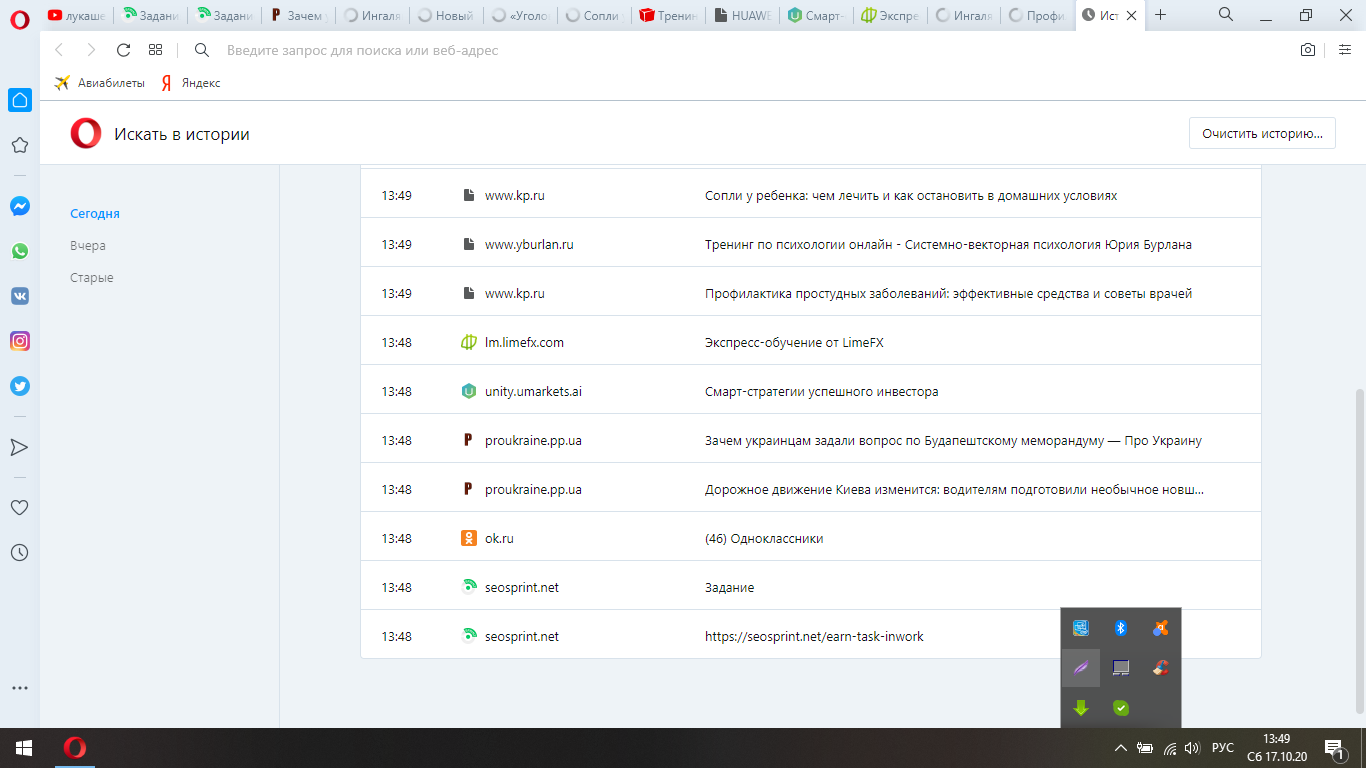 лукаше
Задани
Задани
Зачем
Ингаля
Новый
«Уголо
Сопли
Тренин
HUAWE
Смарт-
Экспре
Ингаля
Профи
Ист
Введите запрос для поиска или веб-адрес
Авиабилеты Яндекс
Искать в истории
Очистить историю...
Сегодня
Вчера
Старые
13:49 www.kp.ru Сопли у ребенка: чем лечить и как остановить в домашних условиях
13:49 www.yburlan.ru Тренинг по психологии онлайн - Системно-векторная психология Юрия Бурлана
13:49 www.kp.ru Профилактика простудных заболеваний: эффективные средства и советы врачей
13:48 lm.limefx.com Экспресс-обучение от LimeFX
13:48 unity.umarkets.ai Смарт-стратегии успешного инвестора
13:48 proukraine.pp.ua Зачем украинцам задали вопрос по Будапештскому меморандуму — Про Украину
13:48 proukraine.pp.ua Дорожное движение Киева изменится: водителям подготовили необычное новш...
13:48 ok.ru (46) Одноклассники
13:48 seosprint.net Задание
13:48 seosprint.net https://seosprint.net/earn-task-inwork
РУС
13:49
Сб 17.10.20
1